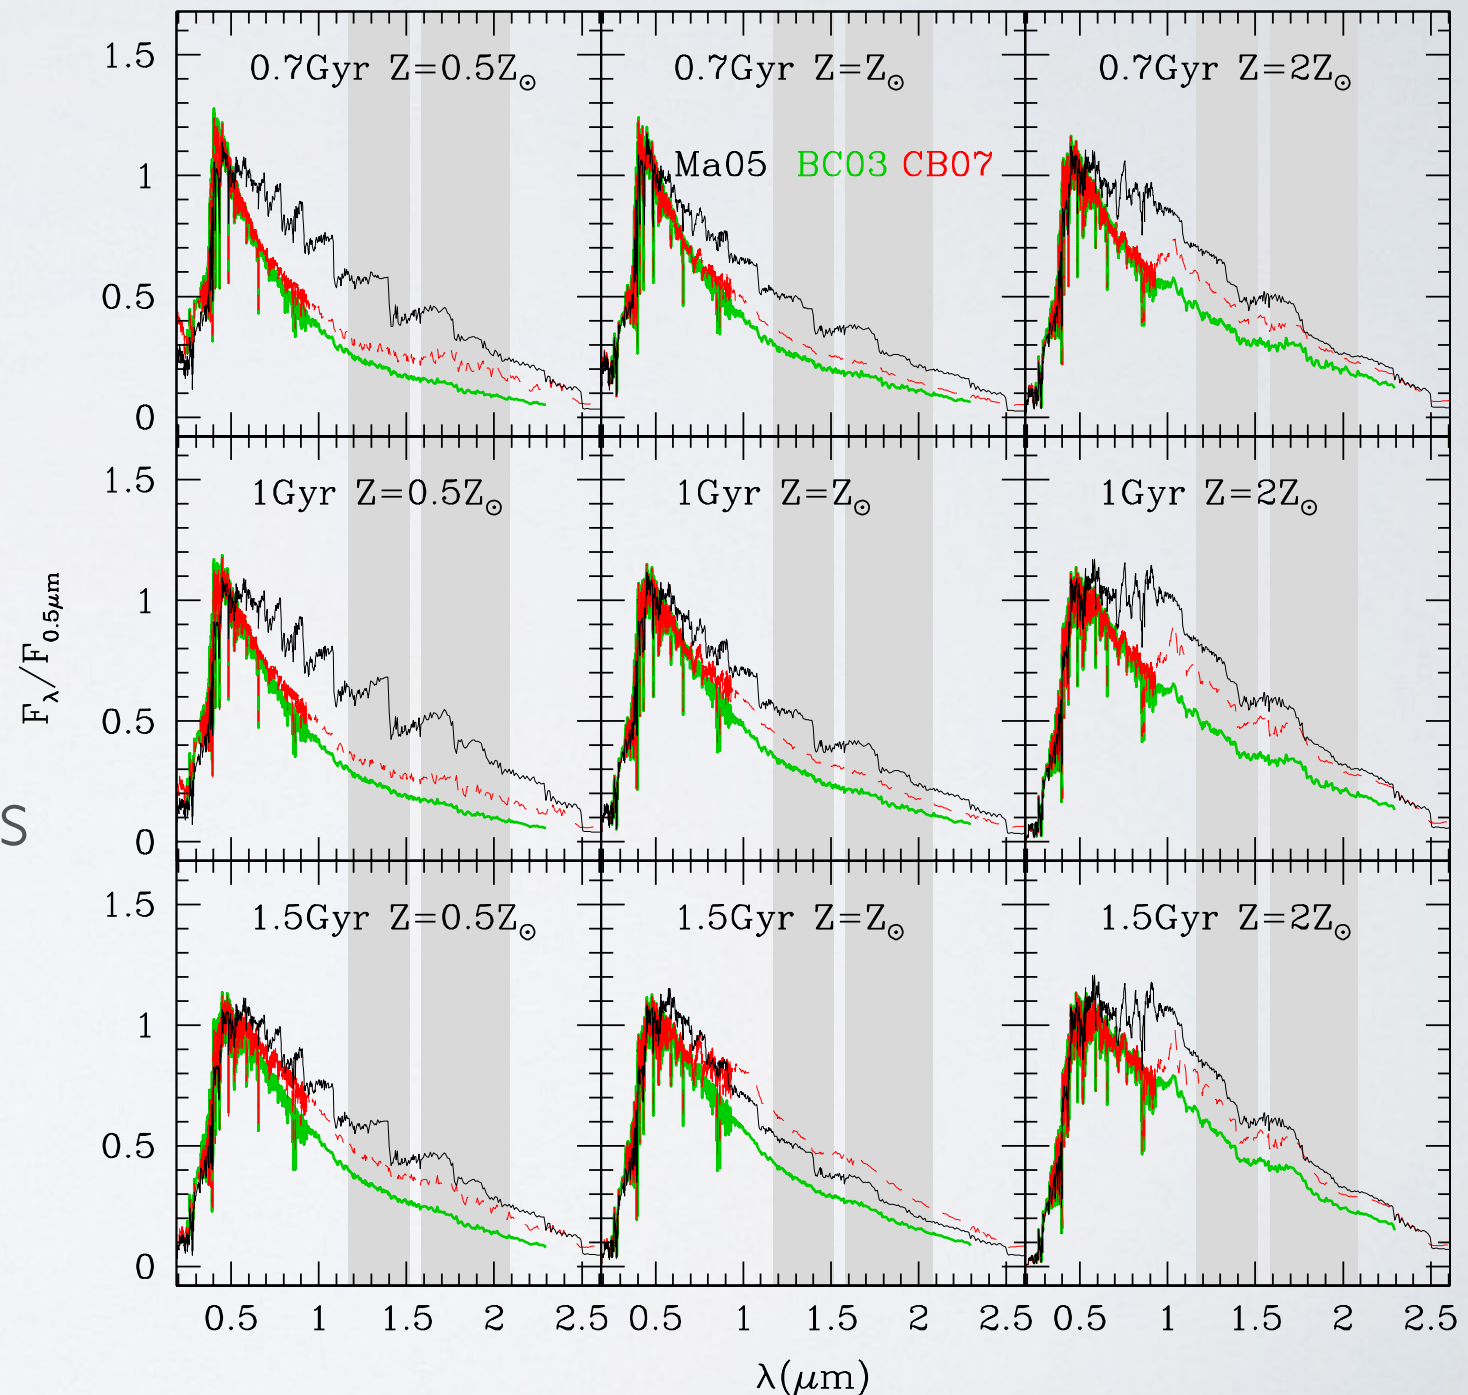 1.5
0.7Gyr Z=0.5Z⊙
0.7Gyr Z=Z⊙
0.7Gyr Z=2Z⊙
Ma05 BC03 CB07
1
0.5
0
1.5
1Gyr Z=0.5Z⊙
1Gyr Z=Z⊙
1Gyr Z=2Z⊙
1
Fλ/F0.5μm
0.5
s
0
1.5
1.5Gyr Z=0.5Z⊙
1.5Gyr Z=Z⊙
1.5Gyr Z=2Z⊙
1
0.5
0
0.5 1 1.5 2 2.5 0.5 1 1.5 2 2.5 0.5 1 1.5 2 2.5
λ(μm)